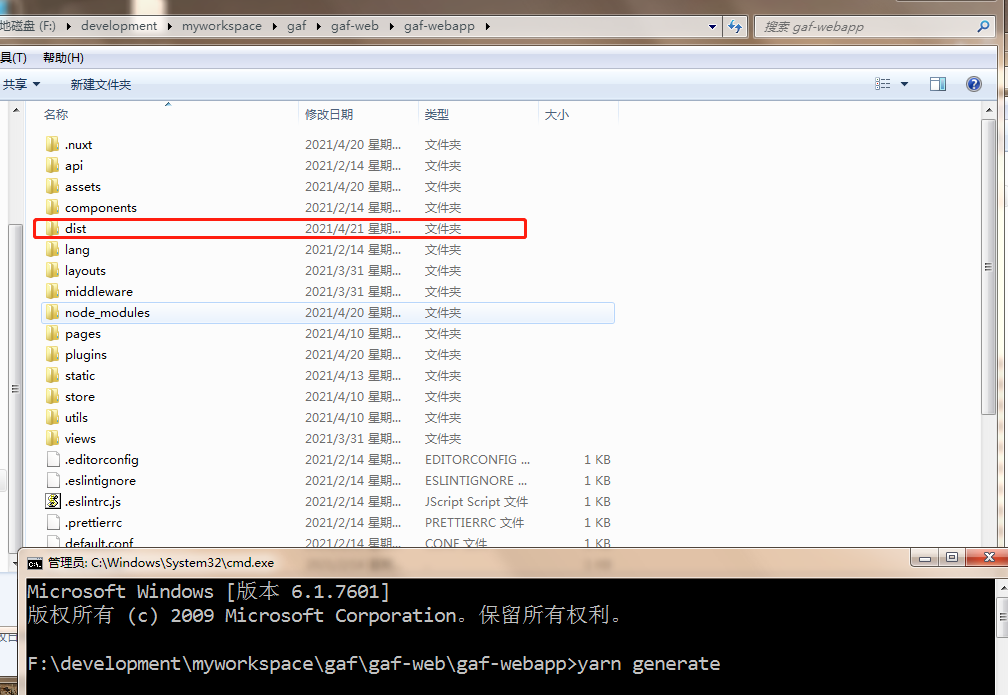 地磁盘 (F:) ▸ development ▸ myworkspace ▸ gaf ▸ gaf-web ▸ gaf-webapp ▸ 搜索 gaf-webapp
具(T) 帮助(H)
共享 新建文件夹
名称 修改日期 类型 大小
.nuxt 2021/4/20 星期... 文件夹
api 2021/2/14 星期... 文件夹
assets 2021/4/20 星期... 文件夹
components 2021/2/14 星期... 文件夹
dist 2021/4/21 星期... 文件夹
lang 2021/2/14 星期... 文件夹
layouts 2021/3/31 星期... 文件夹
middleware 2021/3/31 星期... 文件夹
node_modules 2021/4/20 星期... 文件夹
pages 2021/4/10 星期... 文件夹
plugins 2021/4/20 星期... 文件夹
static 2021/4/13 星期... 文件夹
store 2021/4/10 星期... 文件夹
utils 2021/4/10 星期... 文件夹
views 2021/3/31 星期... 文件夹
.editorconfig 2021/2/14 星期... EDITORCONFIG ... 1 KB
.eslintignore 2021/2/14 星期... ESLINTIGNORE ... 1 KB
.eslintrc.js 2021/2/14 星期... JScript Script 文件 1 KB
.prettierrc 2021/2/14 星期... PRETTIERRC 文件 1 KB
default.conf 2021/2/14 星期... CONF 文件 1 KB
管理员: C:\Windows\System32\cmd.exe
Microsoft Windows [版本 6.1.7601]
版权所有 (c) 2009 Microsoft Corporation。保留所有权利。
F:\development\myworkspace\gaf\gaf-web\gaf-webapp>yarn generate